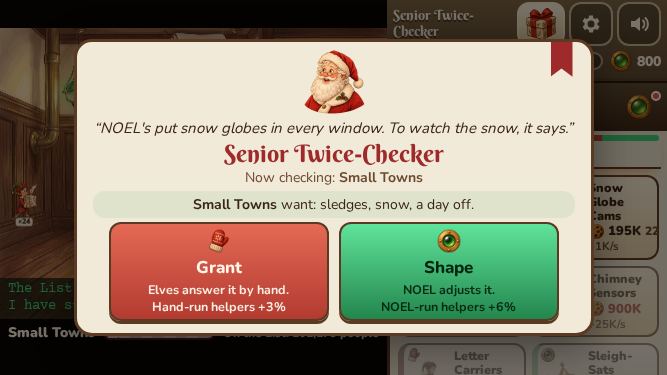 Senior Twice-
Checker
800
“NOEL's put snow globes in every window. To watch the snow, it says.”
Senior Twice-Checker
Now checking: Small Towns
Small Towns want: sledges, snow, a day off.
Grant
Elves answer it by hand.
Hand-run helpers +3%
Shape
NOEL adjusts it.
NOEL-run helpers +6%
×24
Snow
Globe
Cams
195K 22
1K/s
Chimney
Sensors
900K
25K/s
The List
I have s
Small Towns
Letter
Carriers
Sleigh-
Sats